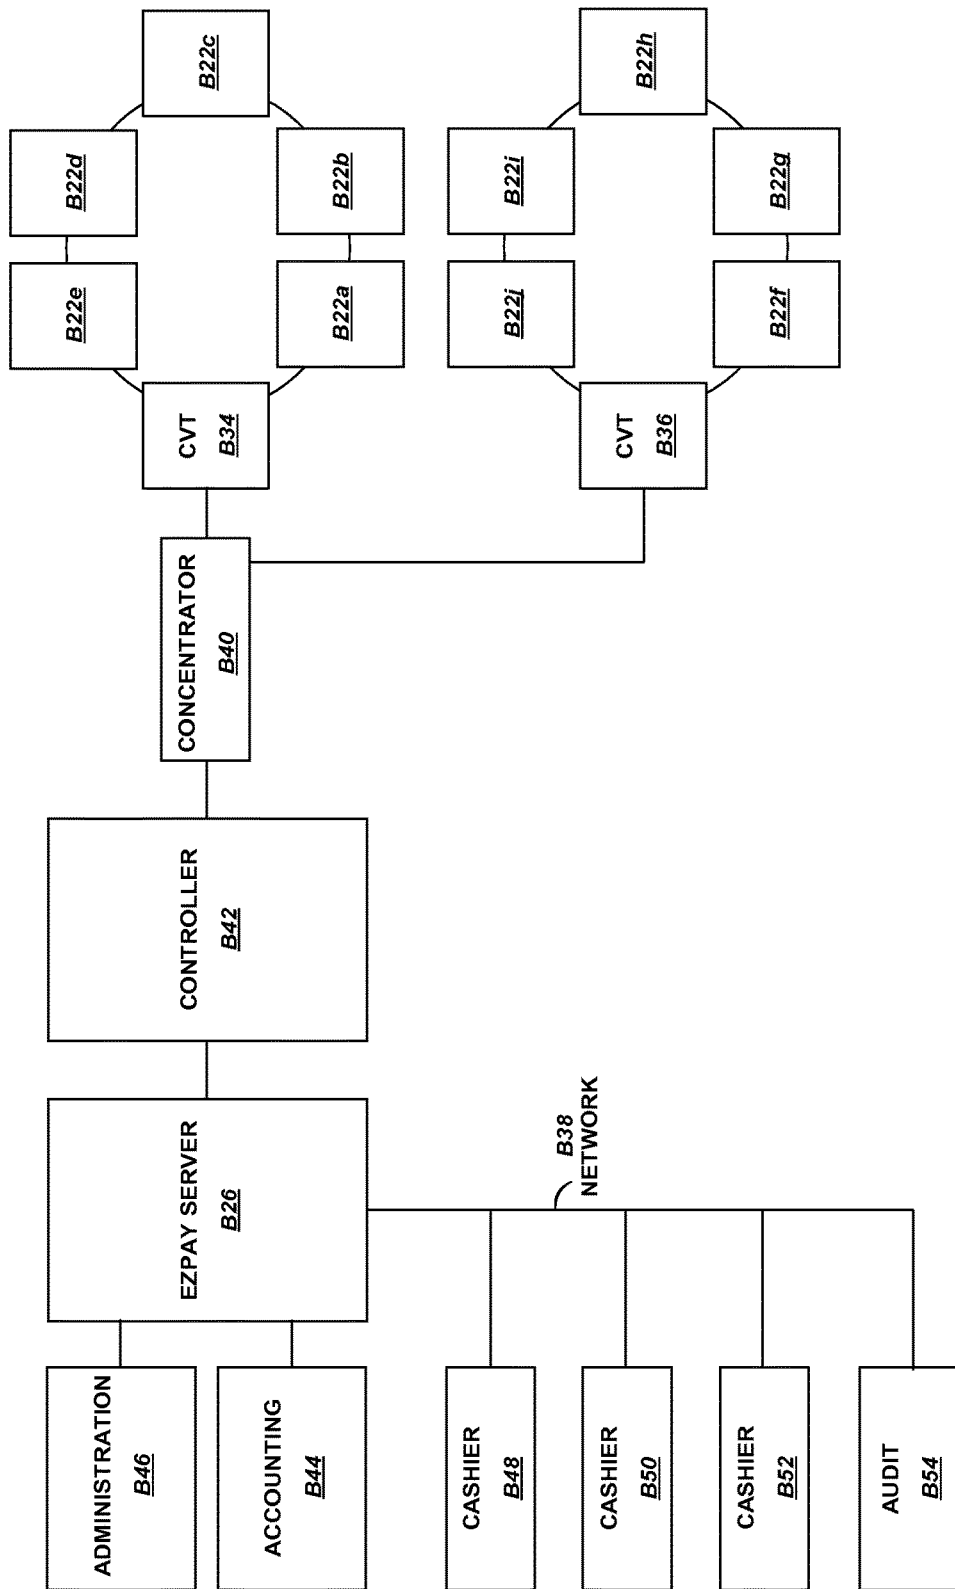 ADMINISTRATION
B46
ACCOUNTING
B44
CASHIER
B48
CASHIER
B50
CASHIER
B52
AUDIT
B54
EZPAY SERVER
B26
B38
NETWORK
CONTROLLER
B42
CONCENTRATOR
B40
CVT
B34
B22e
B22d
B22c
B22b
B22a
CVT
B36
B22j
B22i
B22h
B22g
B22f